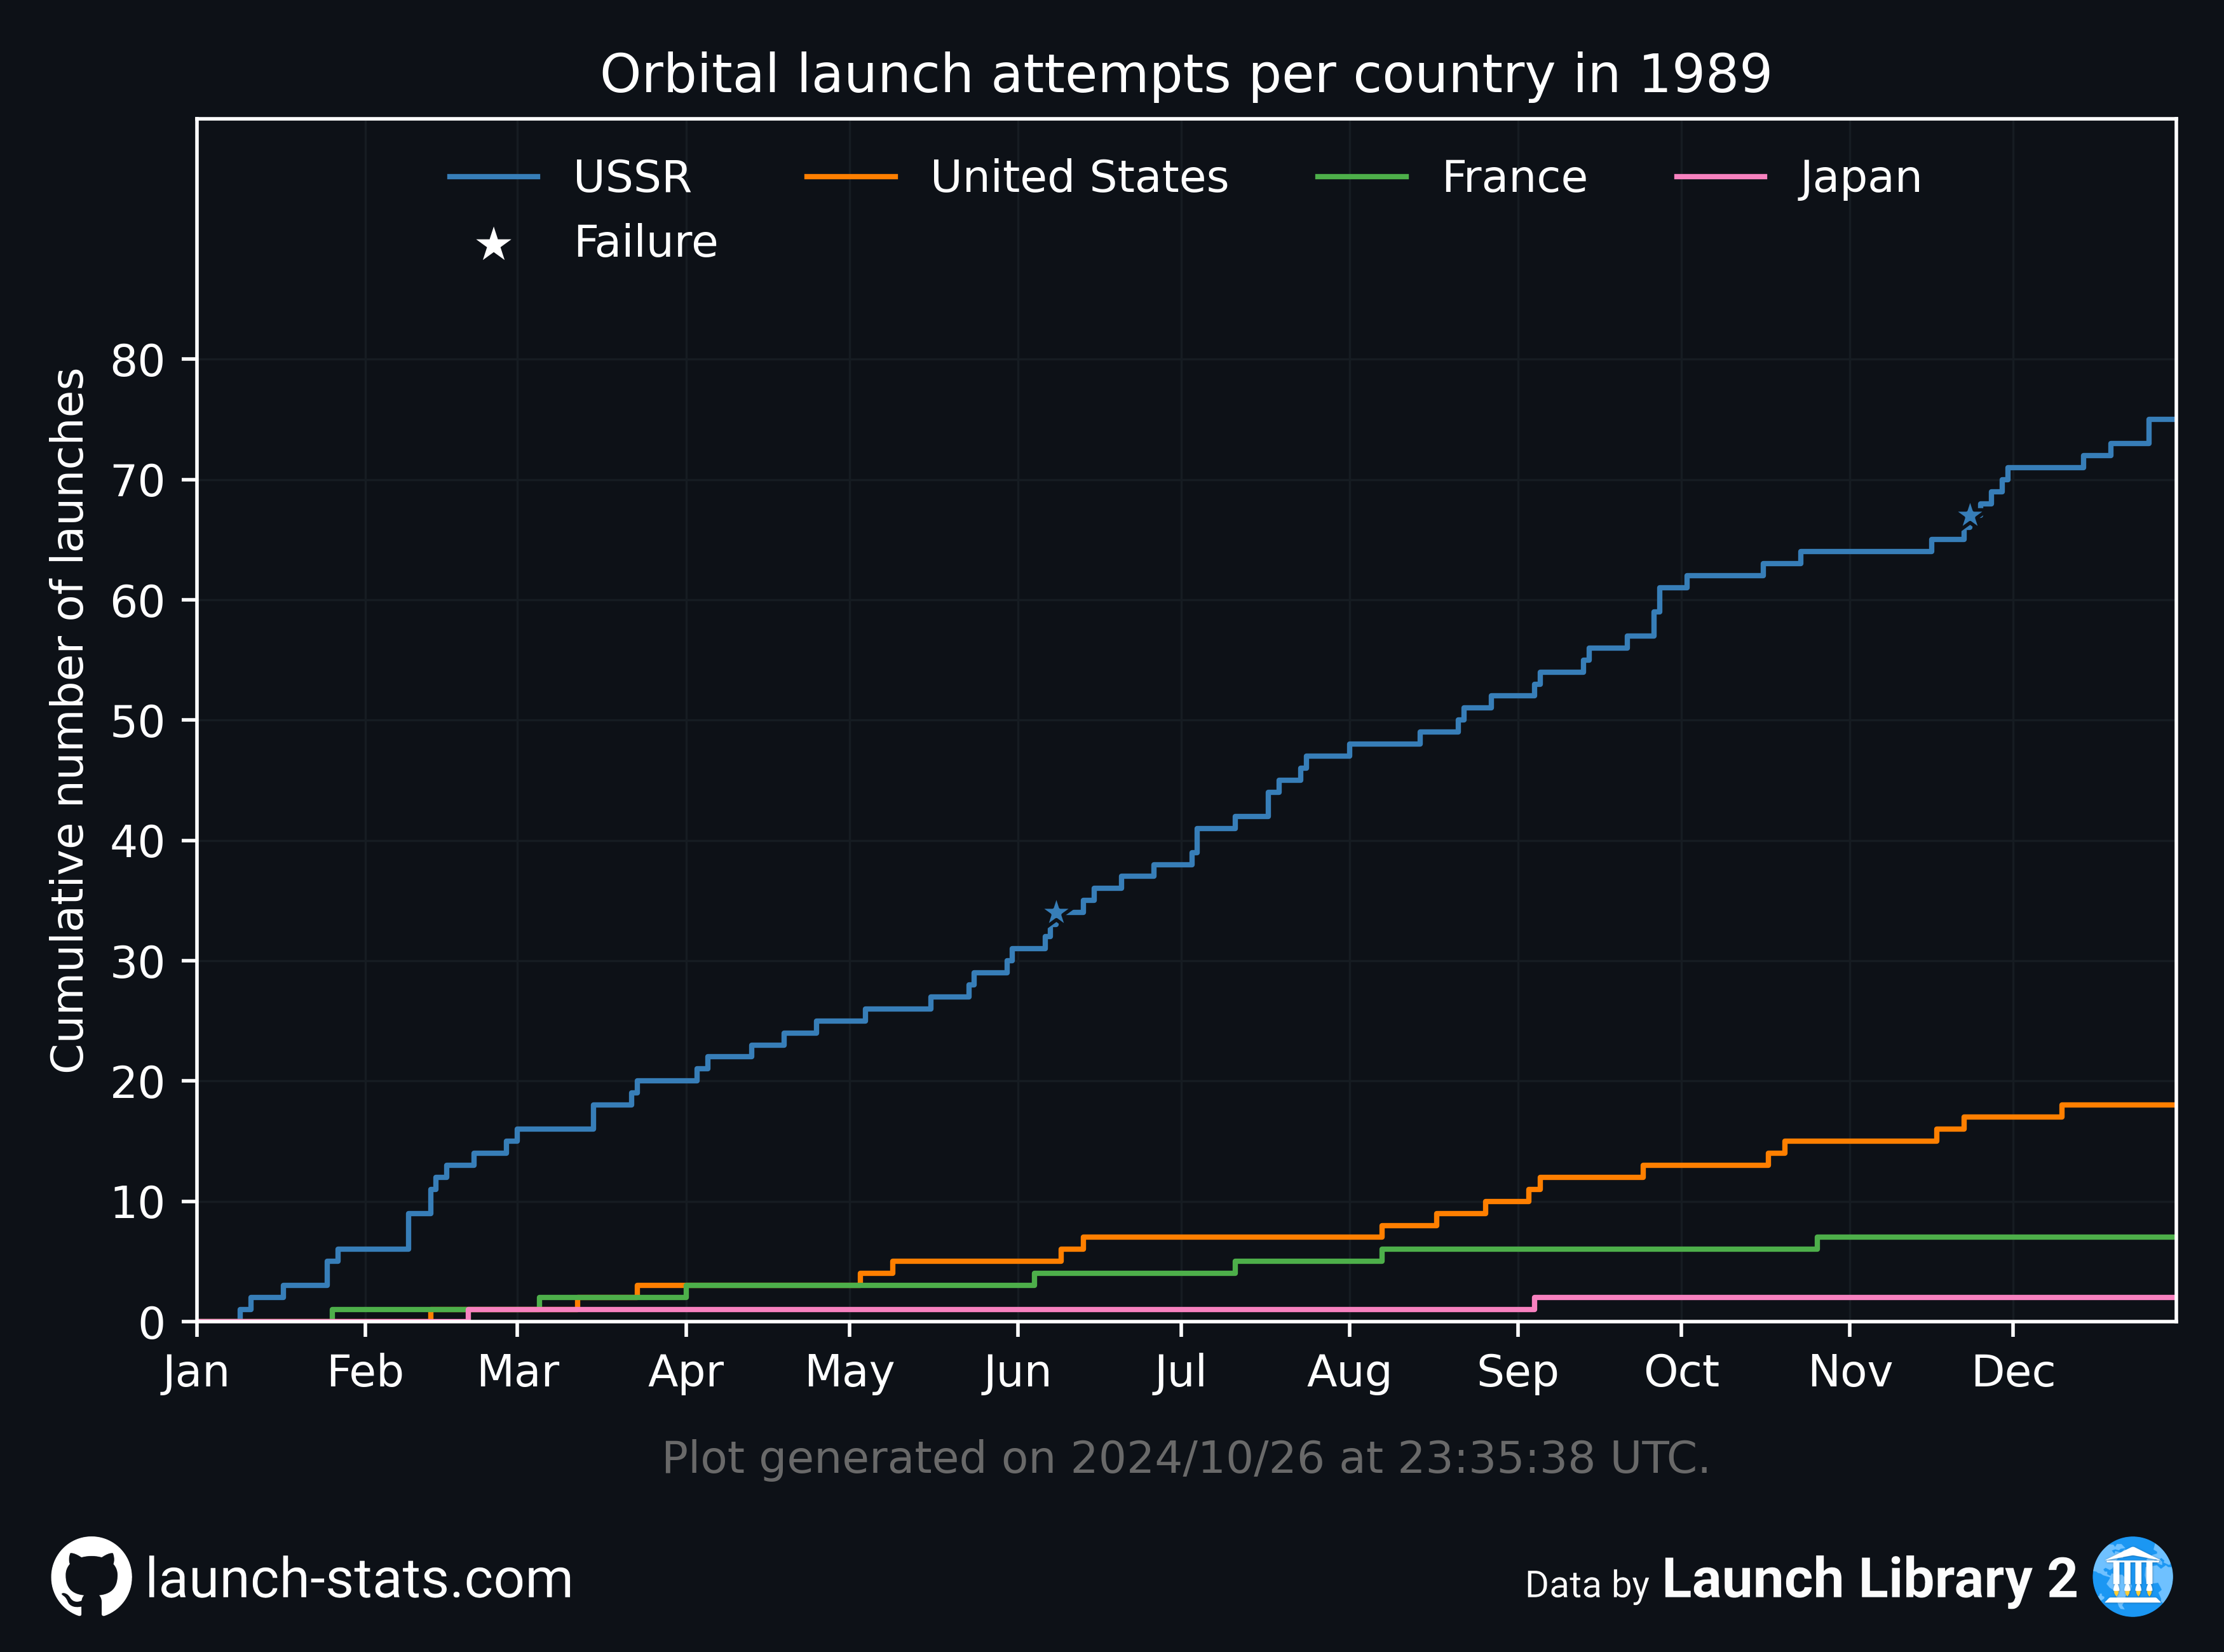 Orbital launch attempts per country in 1989
USSR United States France Japan
Failure
Cumulative number of launches
80
70
60
50
40
30
20
10
0
Jan Feb Mar Apr May Jun Jul Aug Sep Oct Nov Dec
Plot generated on 2024/10/26 at 23:35:38 UTC.
launch-stats.com
Data by Launch Library 2